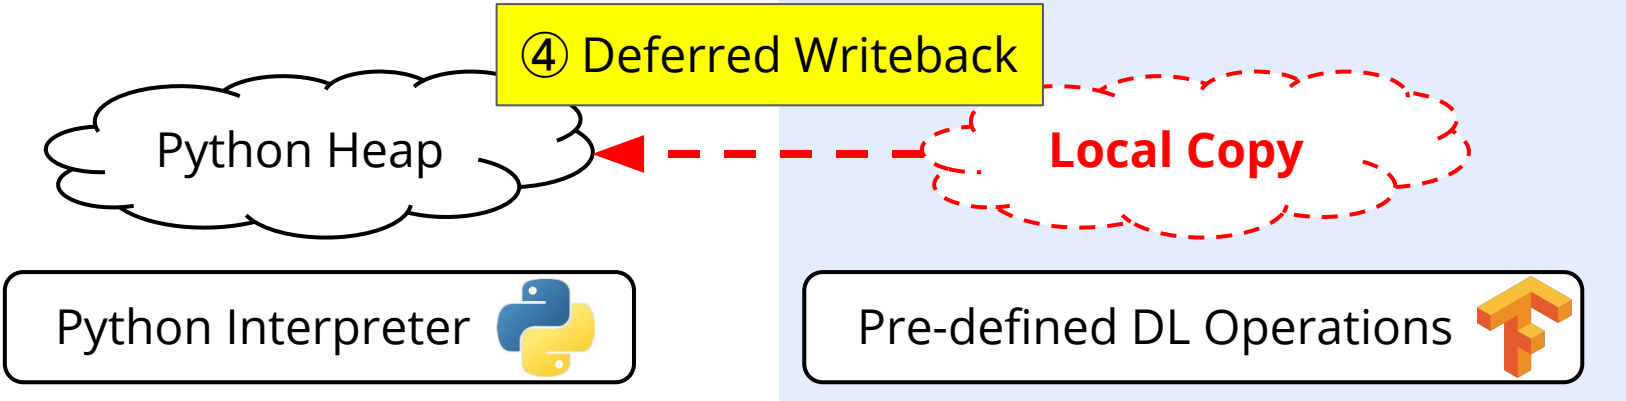 ④ Deferred Writeback
Python Heap
Local Copy
Python Interpreter
Pre-defined DL Operations